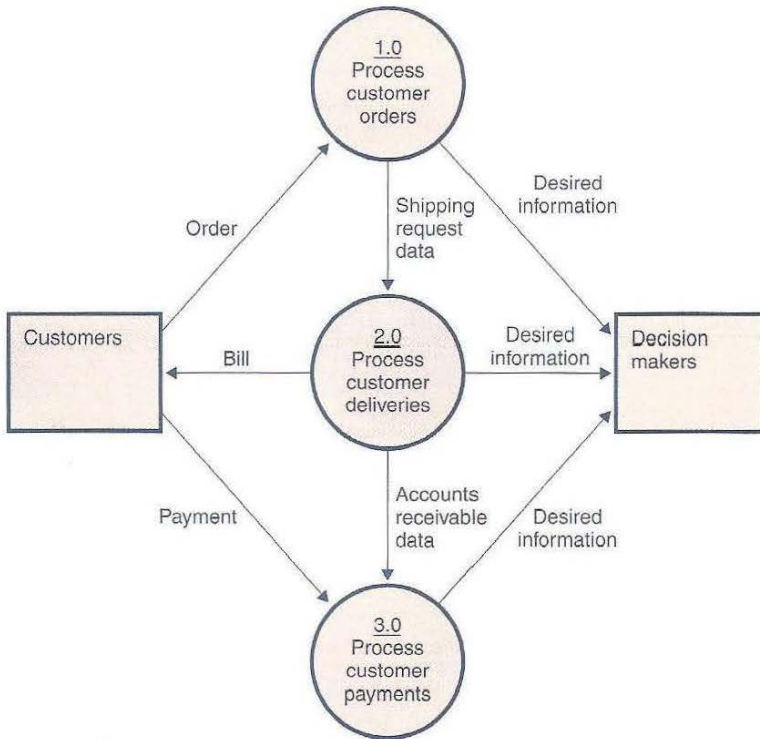 1.0
Process
customer
orders
Desired
information
Order
Shipping
request
data
Customers
Bill
2.0
Process
customer
deliveries
Desired
information
Decision
makers
Payment
Accounts
receivable
data
Desired
information
3.0
Process
customer
payments